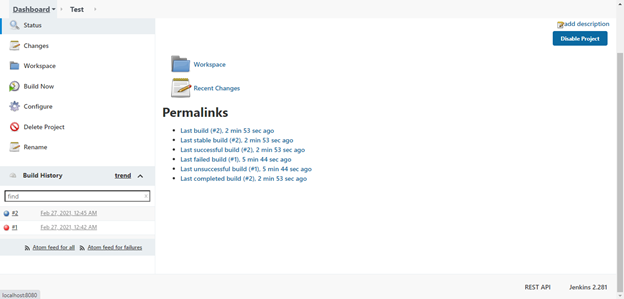 Dashboard Test
Status
Changes
Workspace
Build Now
Configure
Delete Project
Rename
Build History trend
find
#2 Feb 27, 2021, 12:45 AM
#1 Feb 27, 2021, 12:42 AM
Atom feed for all Atom feed for failures
add description
Disable Project
Workspace
Recent Changes
Permalinks
Last build (#2), 2 min 53 sec ago
Last stable build (#2), 2 min 53 sec ago
Last successful build (#2), 2 min 53 sec ago
Last failed build (#1), 5 min 44 sec ago
Last unsuccessful build (#1), 5 min 44 sec ago
Last completed build (#2), 2 min 53 sec ago
REST API Jenkins 2.281
localhost:8080